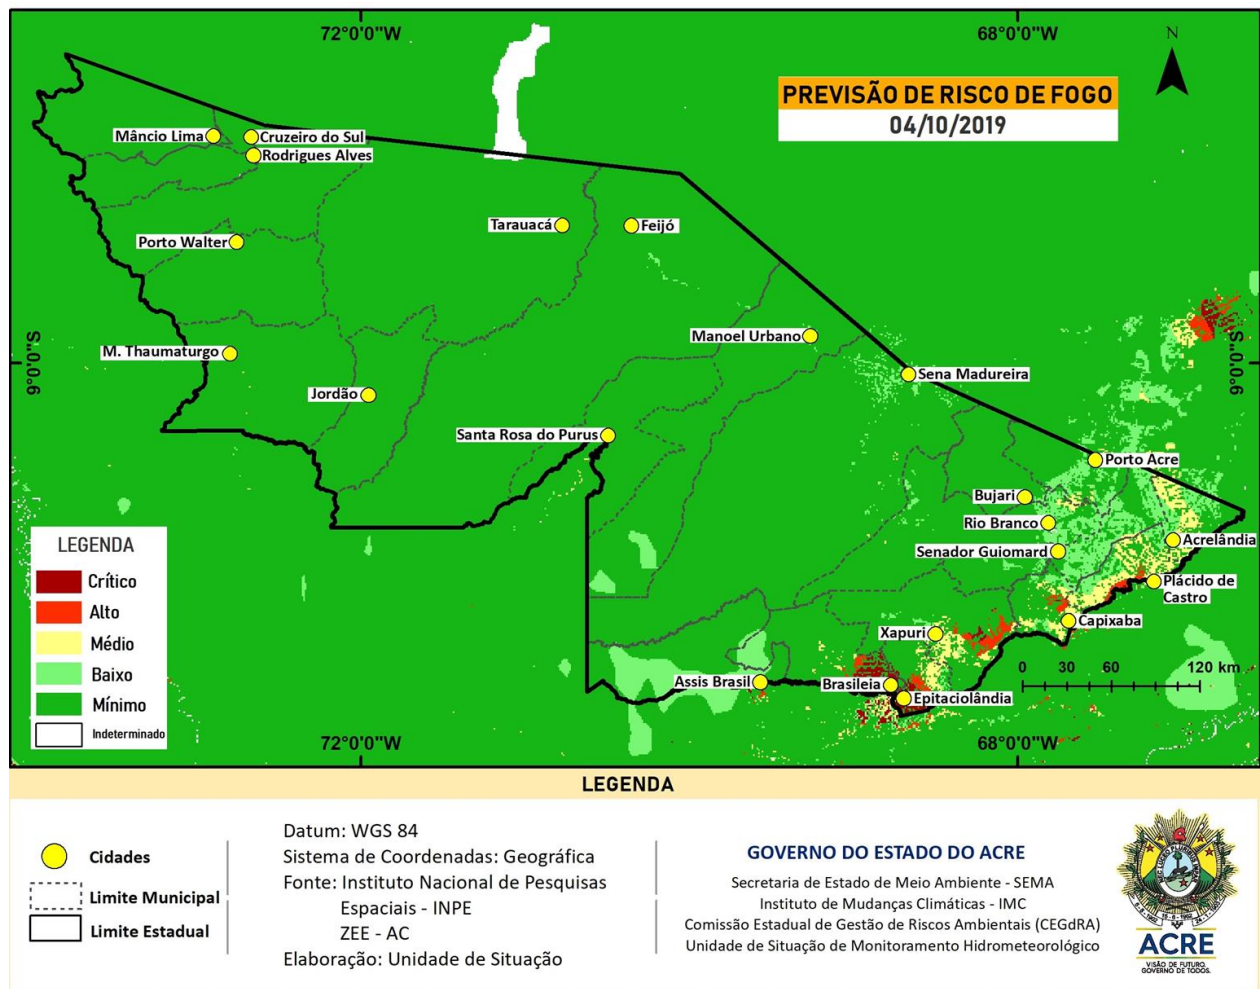 72°0'0"W
68°0'0"W
N
PREVISÃO DE RISCO DE FOGO
04/10/2019
Mâncio Lima
Cruzeiro do Sul
Rodrigues Alves
Tarauacá
Feijó
Porto Walter
Manoel Urbano
M. Thaumaturgo
9°0'0"S
9°0'0"S
Sena Madureira
Jordão
Santa Rosa do Purus
Porto Acre
Bujari
Rio Branco
Acrelândia
Senador Guiomard
Plácido de
Castro
Capixaba
Xapuri
0 30 60 120 km
Assis Brasil
Brasileia
Epitaciolândia
LEGENDA
Crítico
Alto
Médio
Baixo
Mínimo
Indeterminado
72°0'0"W
68°0'0"W
LEGENDA
Cidades
Limite Municipal
Limite Estadual
Datum: WGS 84
Sistema de Coordenadas: Geográfica
Fonte: Instituto Nacional de Pesquisas
Espaciais - INPE
ZEE - AC
Elaboração: Unidade de Situação
GOVERNO DO ESTADO DO ACRE
Secretaria de Estado de Meio Ambiente - SEMA
Instituto de Mudanças Climáticas - IMC
Comissão Estadual de Gestão de Riscos Ambientais (CEGdRA)
Unidade de Situação de Monitoramento Hidrometeorológico
ACRE
VISÃO DE FUTURO.
GOVERNO DE TODOS.